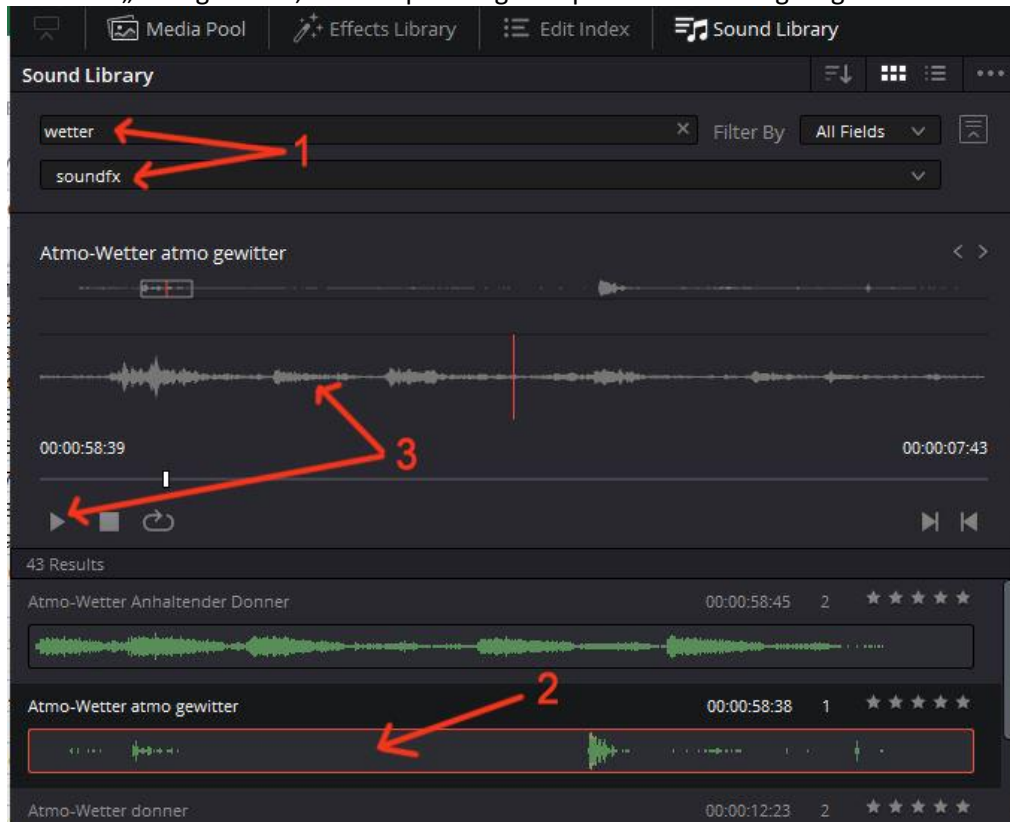 Media Pool Effects Library Edit Index Sound Library
Sound Library
wetter × Filter By All Fields
1
soundfx
Atmo-Wetter atmo gewitter < >
00:00:58:39 00:00:07:43
3
43 Results
Atmo-Wetter Anhaltender Donner 00:00:58:45 2
Atmo-Wetter atmo gewitter 00:00:58:38 1
2
Atmo-Wetter donner 00:00:12:23 2